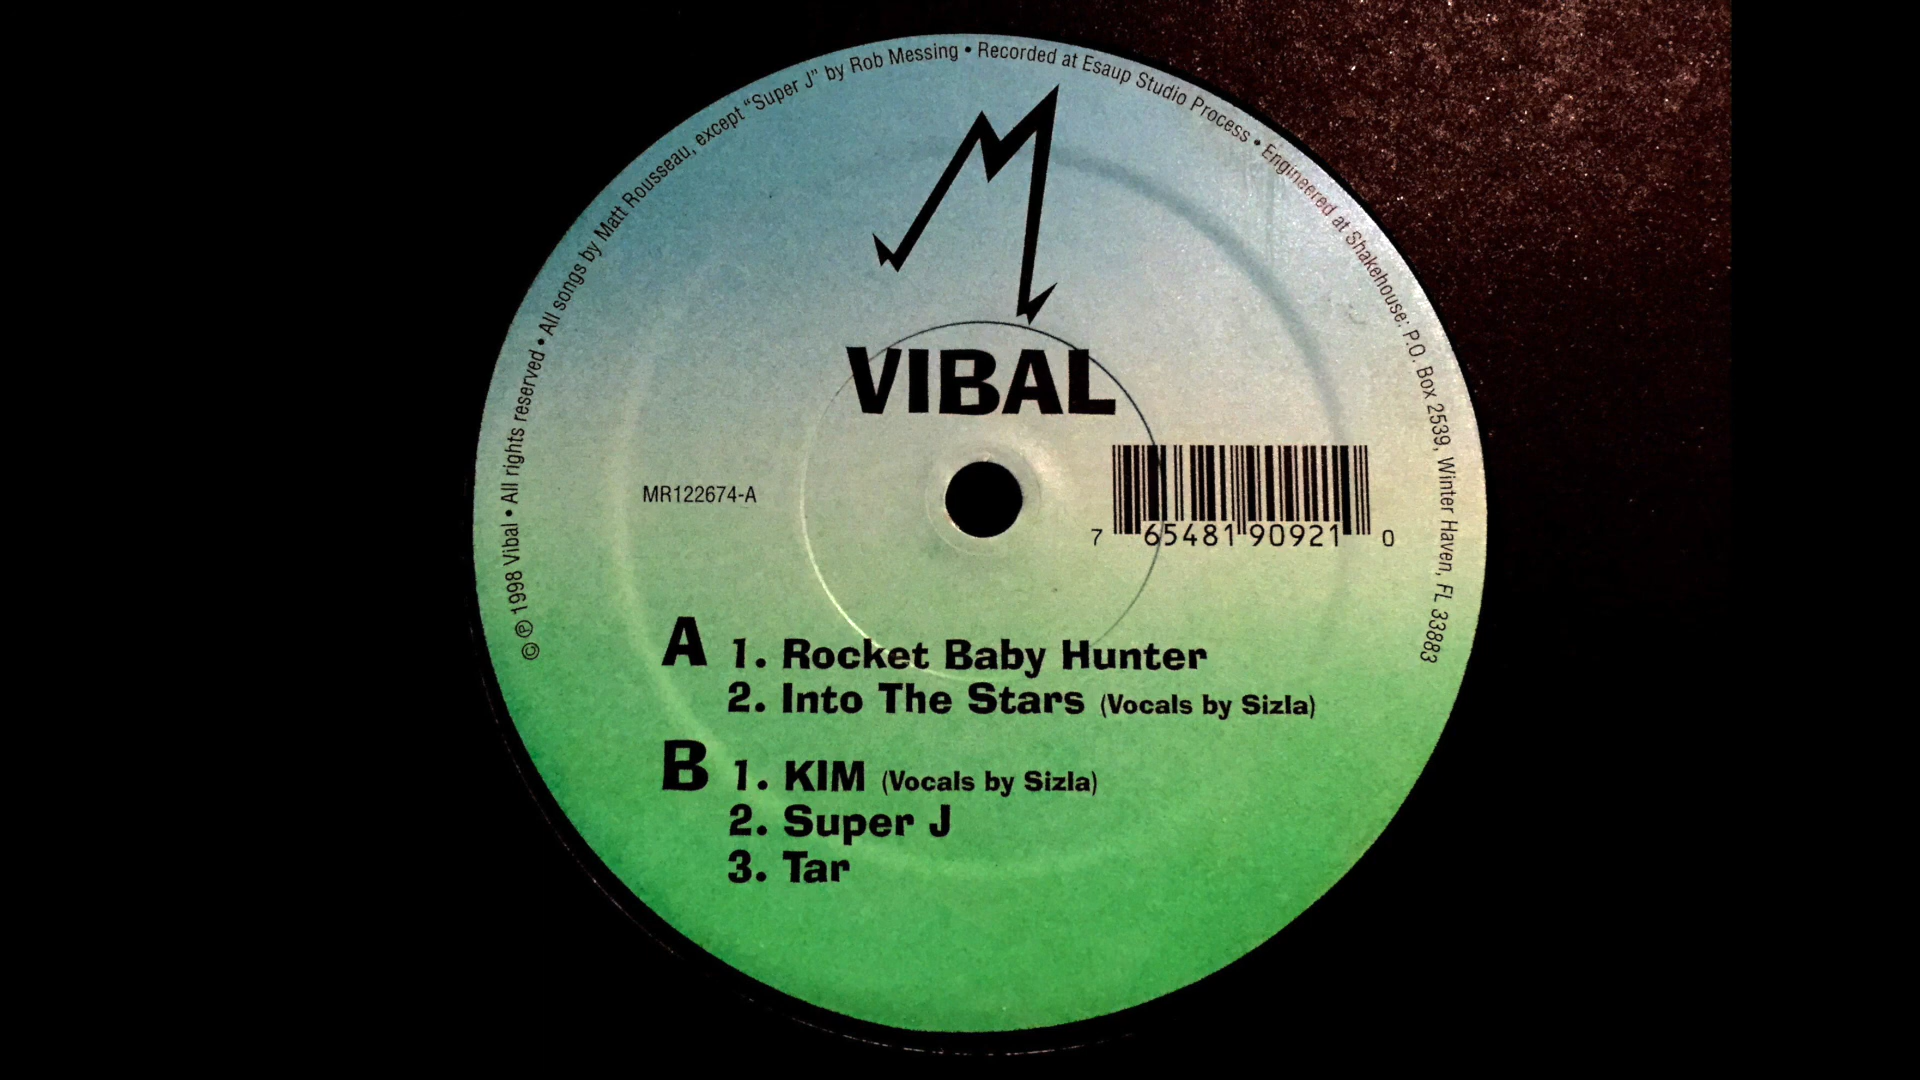 © ℗ 1998 Vibal • All rights reserved • All songs by Matt Rousseau, except “Super J” by Rob Messing • Recorded at Esaup Studio Process • Engineered at Shakehouse: P.O. Box 2539, Winter Haven, FL 33883
VIBAL
MR122674-A
7 65481 90921 0
A 1. Rocket Baby Hunter
2. Into The Stars (Vocals by Sizla)
B 1. KIM (Vocals by Sizla)
2. Super J
3. Tar